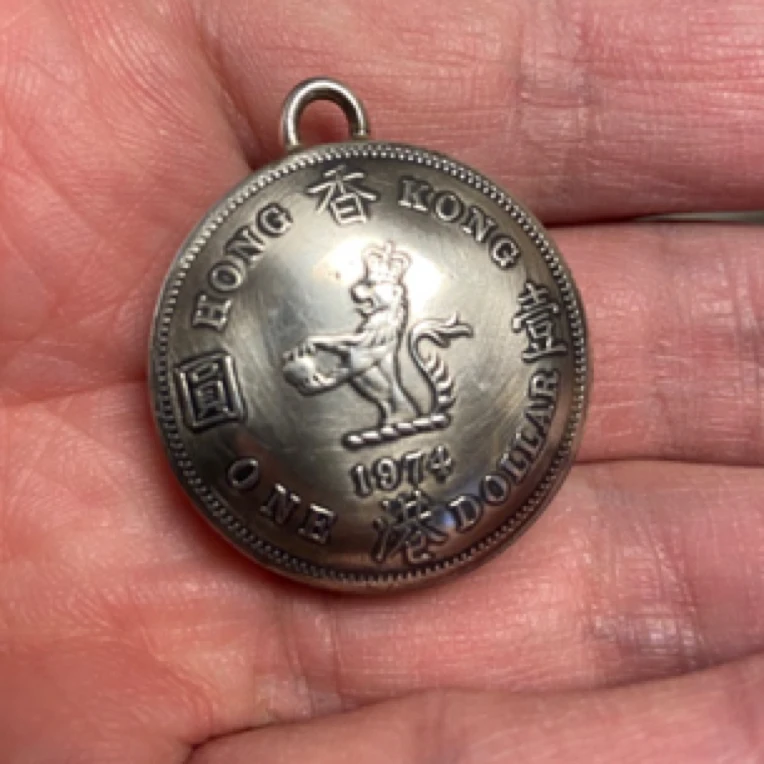 HONG KONG
ONE DOLLAR
香港壹圓
1974